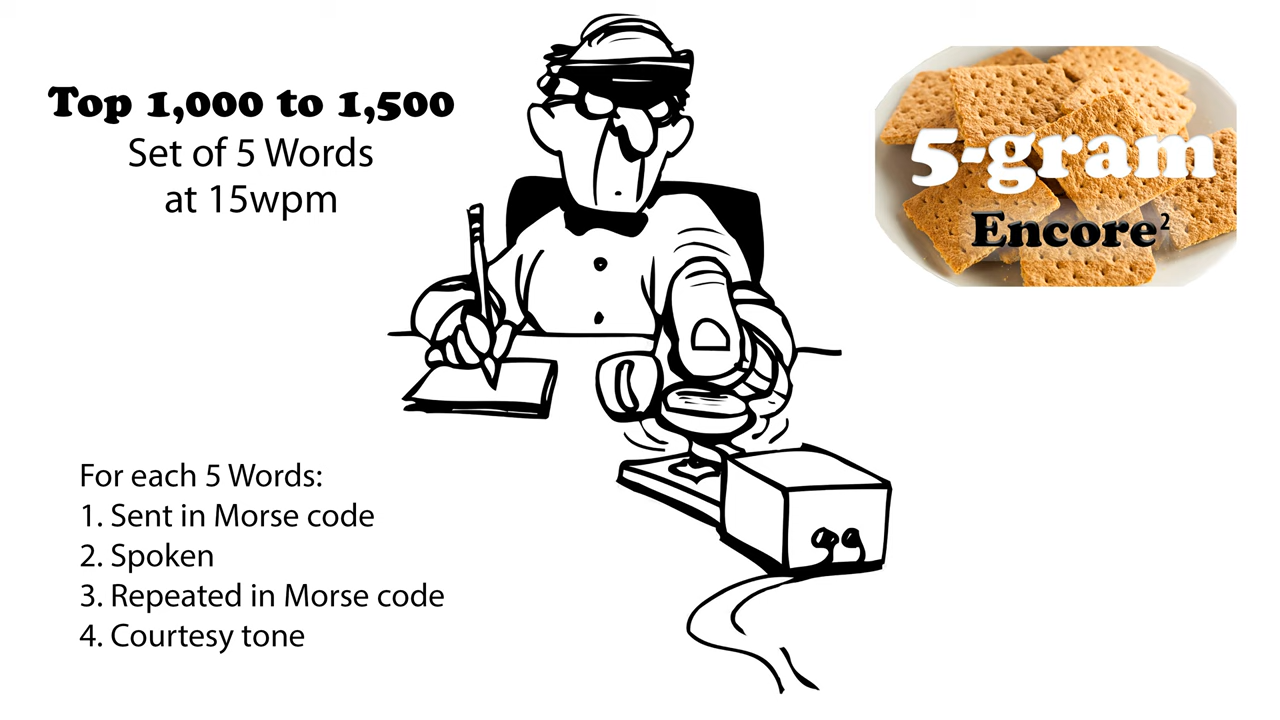 Top 1,000 to 1,500
Set of 5 Words
at 15wpm
5-gram
Encore²
For each 5 Words:
1. Sent in Morse code
2. Spoken
3. Repeated in Morse code
4. Courtesy tone